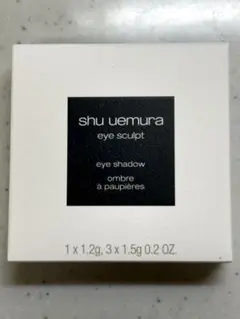 shu uemura
eye sculpt
eye shadow
ombre
à paupières
1 x 1.2g, 3 x 1.5g 0.2 OZ.